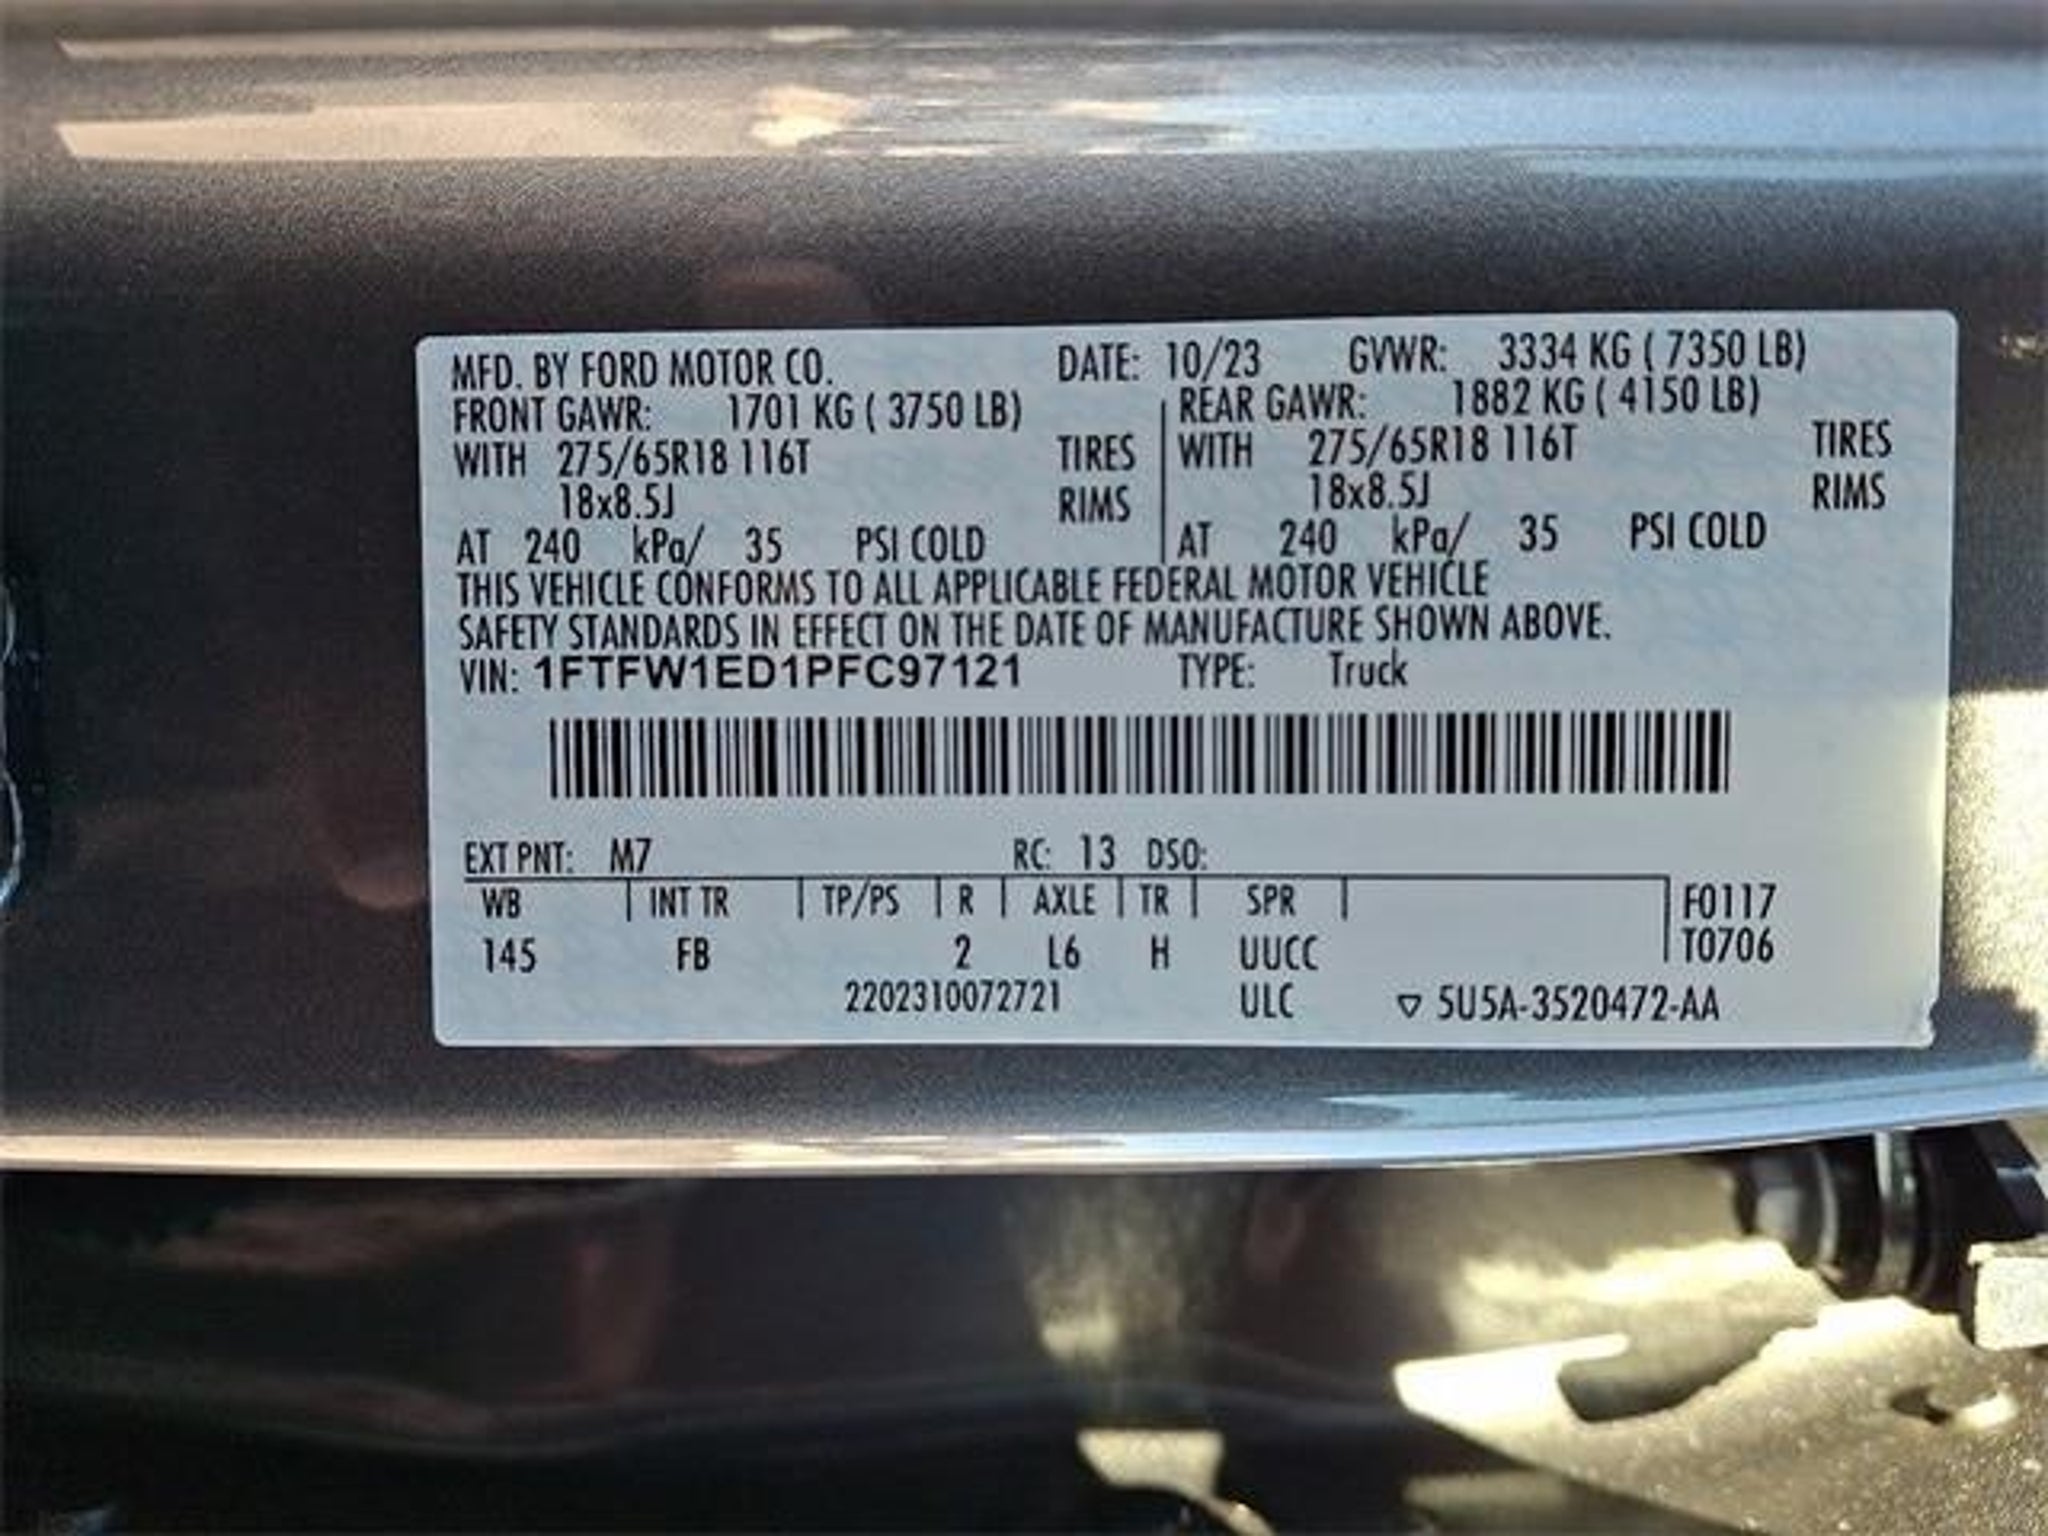 MFD. BY FORD MOTOR CO. DATE: 10/23 GVWR: 3334 KG ( 7350 LB)
FRONT GAWR: 1701 KG ( 3750 LB) REAR GAWR: 1882 KG ( 4150 LB)
WITH 275/65R18 116T TIRES WITH 275/65R18 116T TIRES
18x8.5J RIMS 18x8.5J RIMS
AT 240 kPa/ 35 PSI COLD AT 240 kPa/ 35 PSI COLD
THIS VEHICLE CONFORMS TO ALL APPLICABLE FEDERAL MOTOR VEHICLE
SAFETY STANDARDS IN EFFECT ON THE DATE OF MANUFACTURE SHOWN ABOVE.
VIN: 1FTFW1ED1PFC97121 TYPE: Truck
EXT PNT: M7 RC: 13 DSO:
WB INT TR TP/PS R AXLE TR SPR F0117
145 FB 2 L6 H UUCC T0706
2202310072721 ULC ▽ 5U5A-3520472-AA